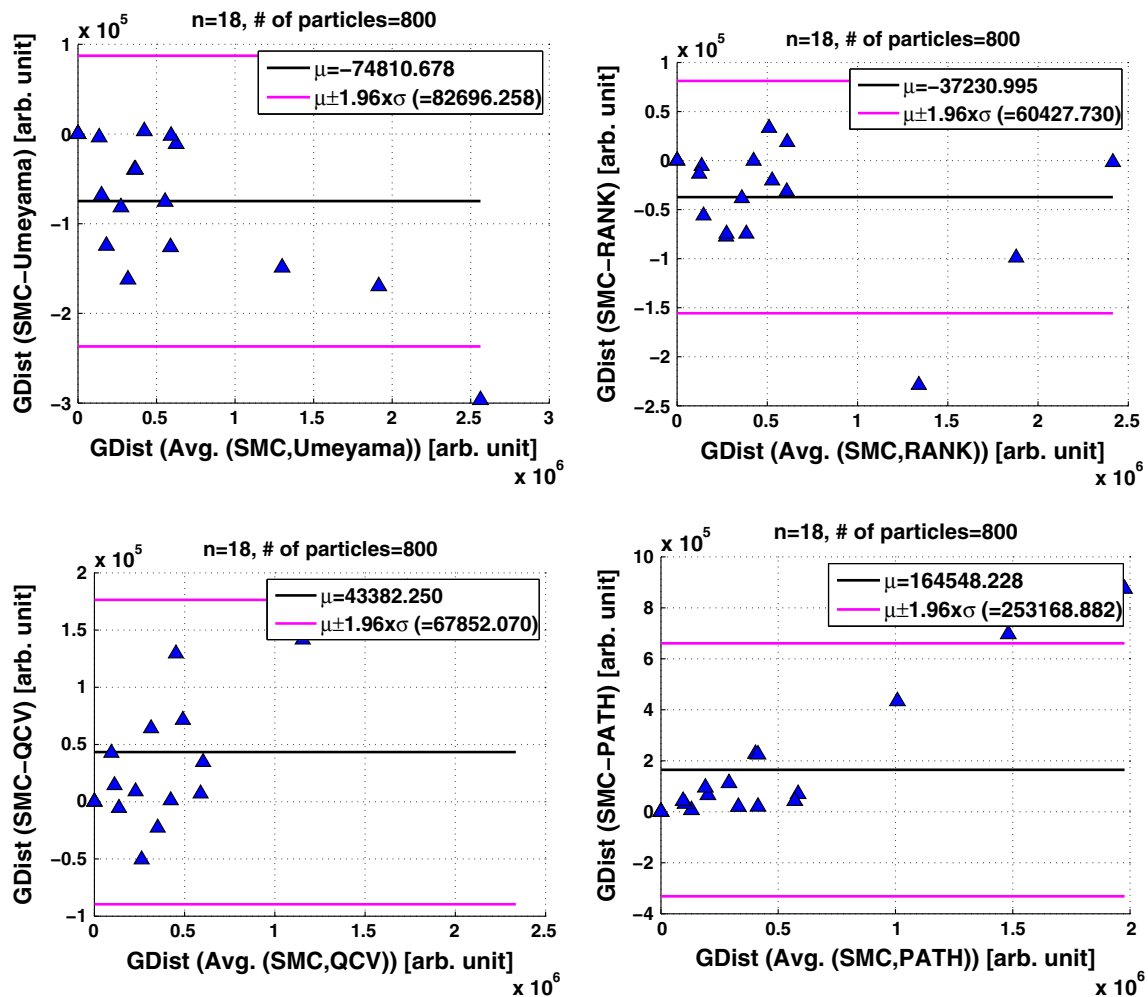 x 10^5
n=18, # of particles=800
μ=−74810.678
μ±1.96xσ (=82696.258)
GDist (SMC−Umeyama) [arb. unit]
1
0
−1
−2
−3
0 0.5 1 1.5 2 2.5 3
GDist (Avg. (SMC,Umeyama)) [arb. unit]
x 10^6
x 10^5
n=18, # of particles=800
μ=−37230.995
μ±1.96xσ (=60427.730)
GDist (SMC−RANK) [arb. unit]
1
0.5
0
−0.5
−1
−1.5
−2
−2.5
0 0.5 1 1.5 2 2.5
GDist (Avg. (SMC,RANK)) [arb. unit]
x 10^6
x 10^5
n=18, # of particles=800
μ=43382.250
μ±1.96xσ (=67852.070)
GDist (SMC−QCV) [arb. unit]
2
1.5
1
0.5
0
−0.5
−1
0 0.5 1 1.5 2 2.5
GDist (Avg. (SMC,QCV)) [arb. unit]
x 10^6
x 10^5
n=18, # of particles=800
μ=164548.228
μ±1.96xσ (=253168.882)
GDist (SMC−PATH) [arb. unit]
10
8
6
4
2
0
−2
−4
0 0.5 1 1.5 2
GDist (Avg. (SMC,PATH)) [arb. unit]
x 10^6